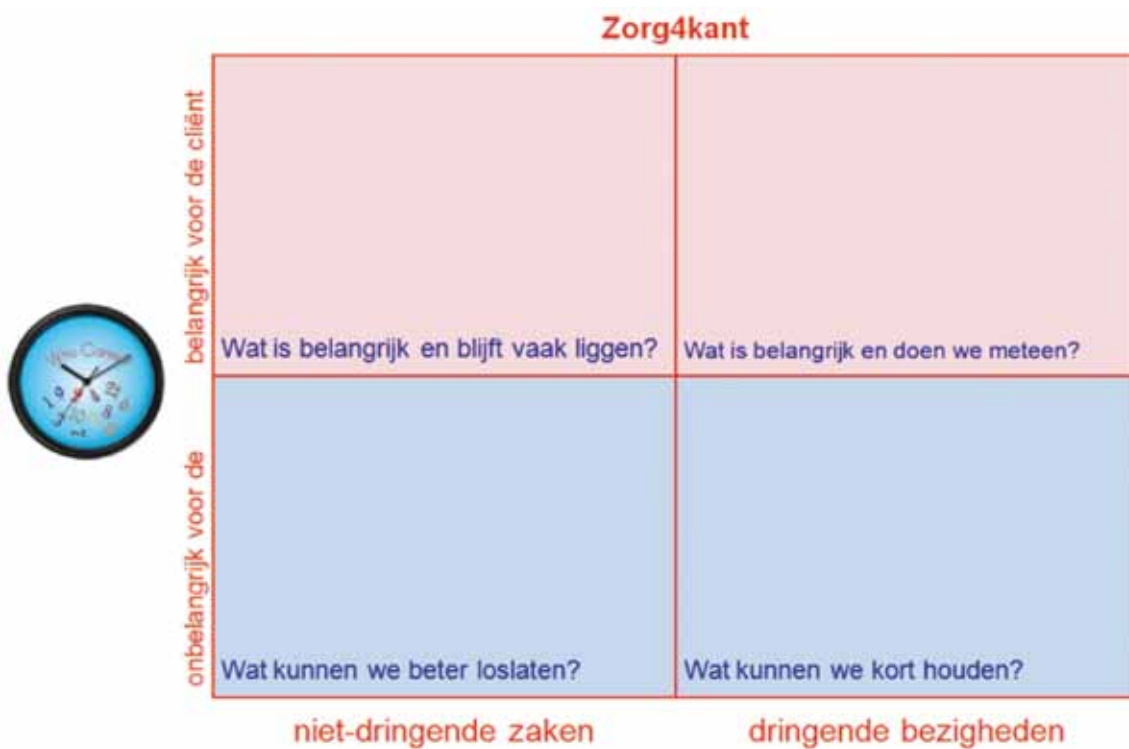 Zorg4kant
belangrijk voor de cliënt
Wat is belangrijk en blijft vaak liggen?
Wat is belangrijk en doen we meteen?
onbelangrijk voor de
Wat kunnen we beter loslaten?
Wat kunnen we kort houden?
niet-dringende zaken
dringende bezigheden